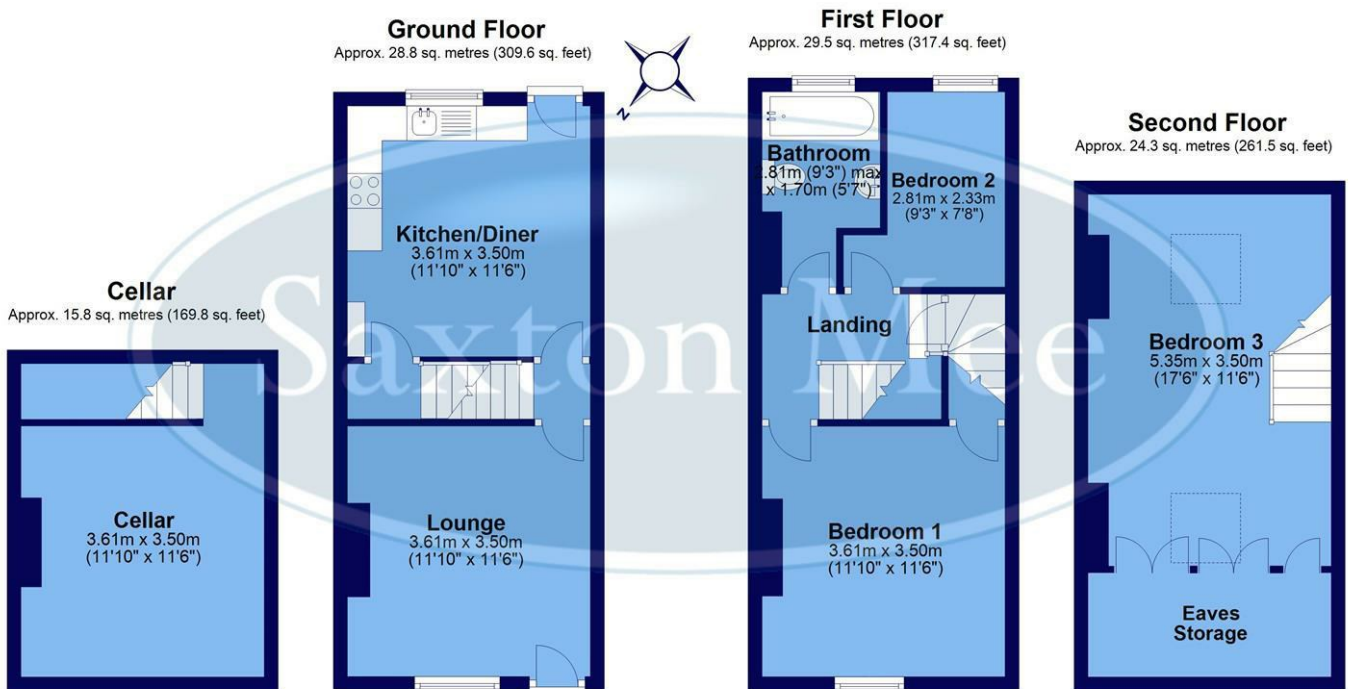 Ground Floor
Approx. 28.8 sq. metres (309.6 sq. feet)
First Floor
Approx. 29.5 sq. metres (317.4 sq. feet)
Second Floor
Approx. 24.3 sq. metres (261.5 sq. feet)
Cellar
Approx. 15.8 sq. metres (169.8 sq. feet)
N
Kitchen/Diner
3.61m x 3.50m
(11'10" x 11'6")
Bathroom
2.81m (9'3") max
x 1.70m (5'7")
Bedroom 2
2.81m x 2.33m
(9'3" x 7'8")
Landing
Bedroom 3
5.35m x 3.50m
(17'6" x 11'6")
Saxton Mee
Cellar
3.61m x 3.50m
(11'10" x 11'6")
Lounge
3.61m x 3.50m
(11'10" x 11'6")
Bedroom 1
3.61m x 3.50m
(11'10" x 11'6")
Eaves
Storage